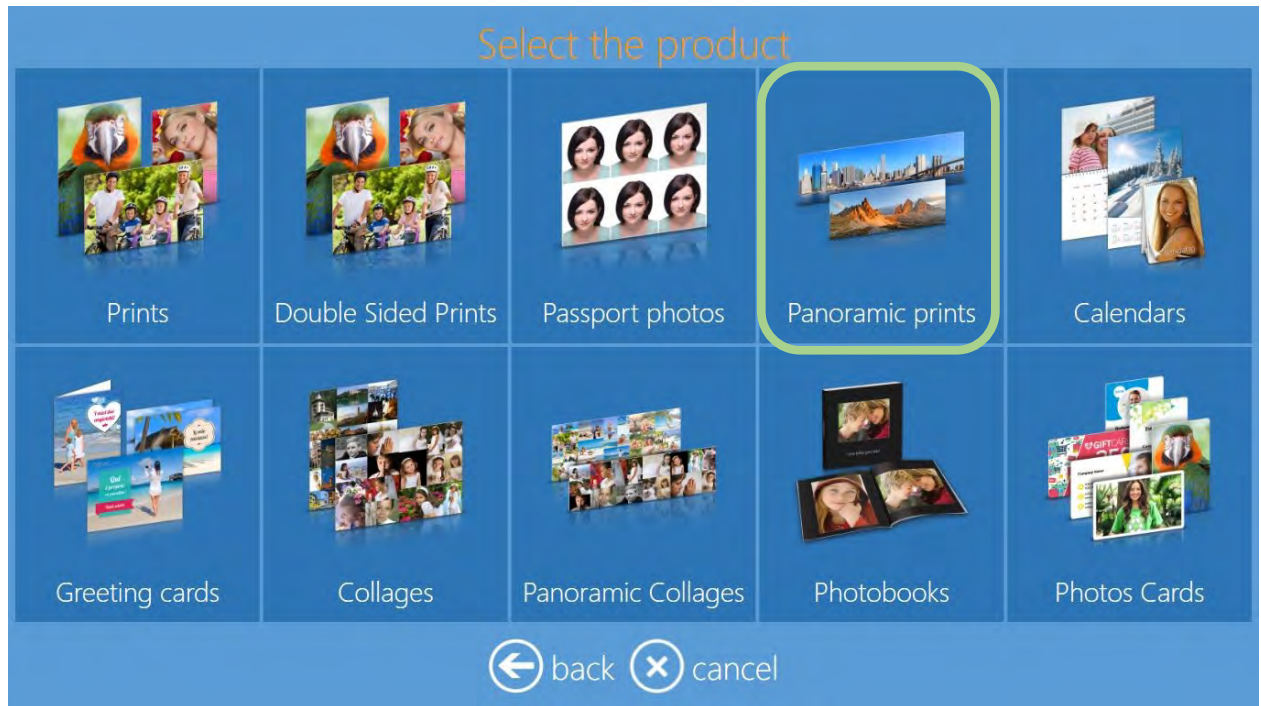 Select the product
Prints
Double Sided Prints
Passport photos
Panoramic prints
Calendars
Greeting cards
Collages
Panoramic Collages
Photobooks
GIFTCAR
Photos Cards
back
cancel